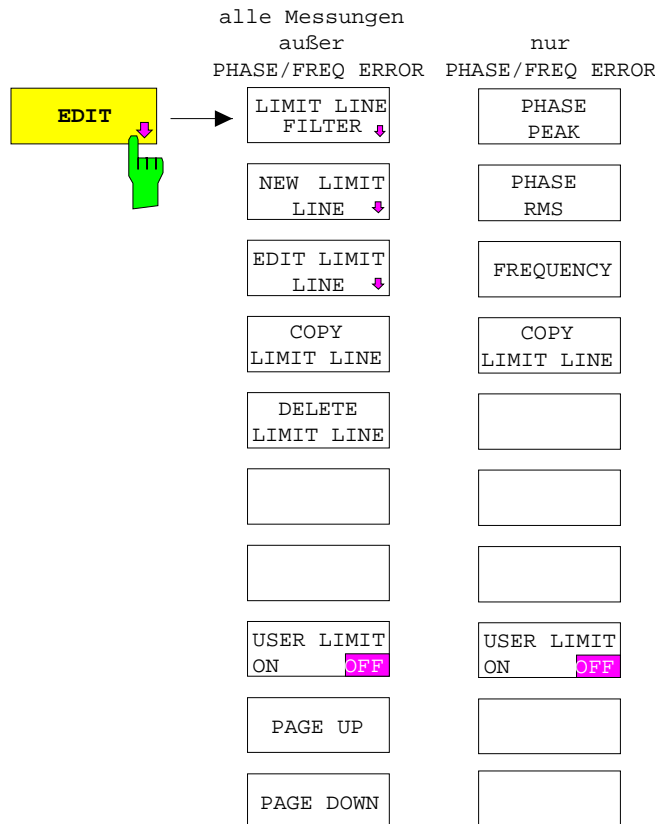 alle Messungen
außer
PHASE/FREQ ERROR
nur
PHASE/FREQ ERROR
EDIT
LIMIT LINE
FILTER
NEW LIMIT
LINE
EDIT LIMIT
LINE
COPY
LIMIT LINE
DELETE
LIMIT LINE
USER LIMIT
ON OFF
PAGE UP
PAGE DOWN
PHASE
PEAK
PHASE
RMS
FREQUENCY
COPY
LIMIT LINE
USER LIMIT
ON OFF